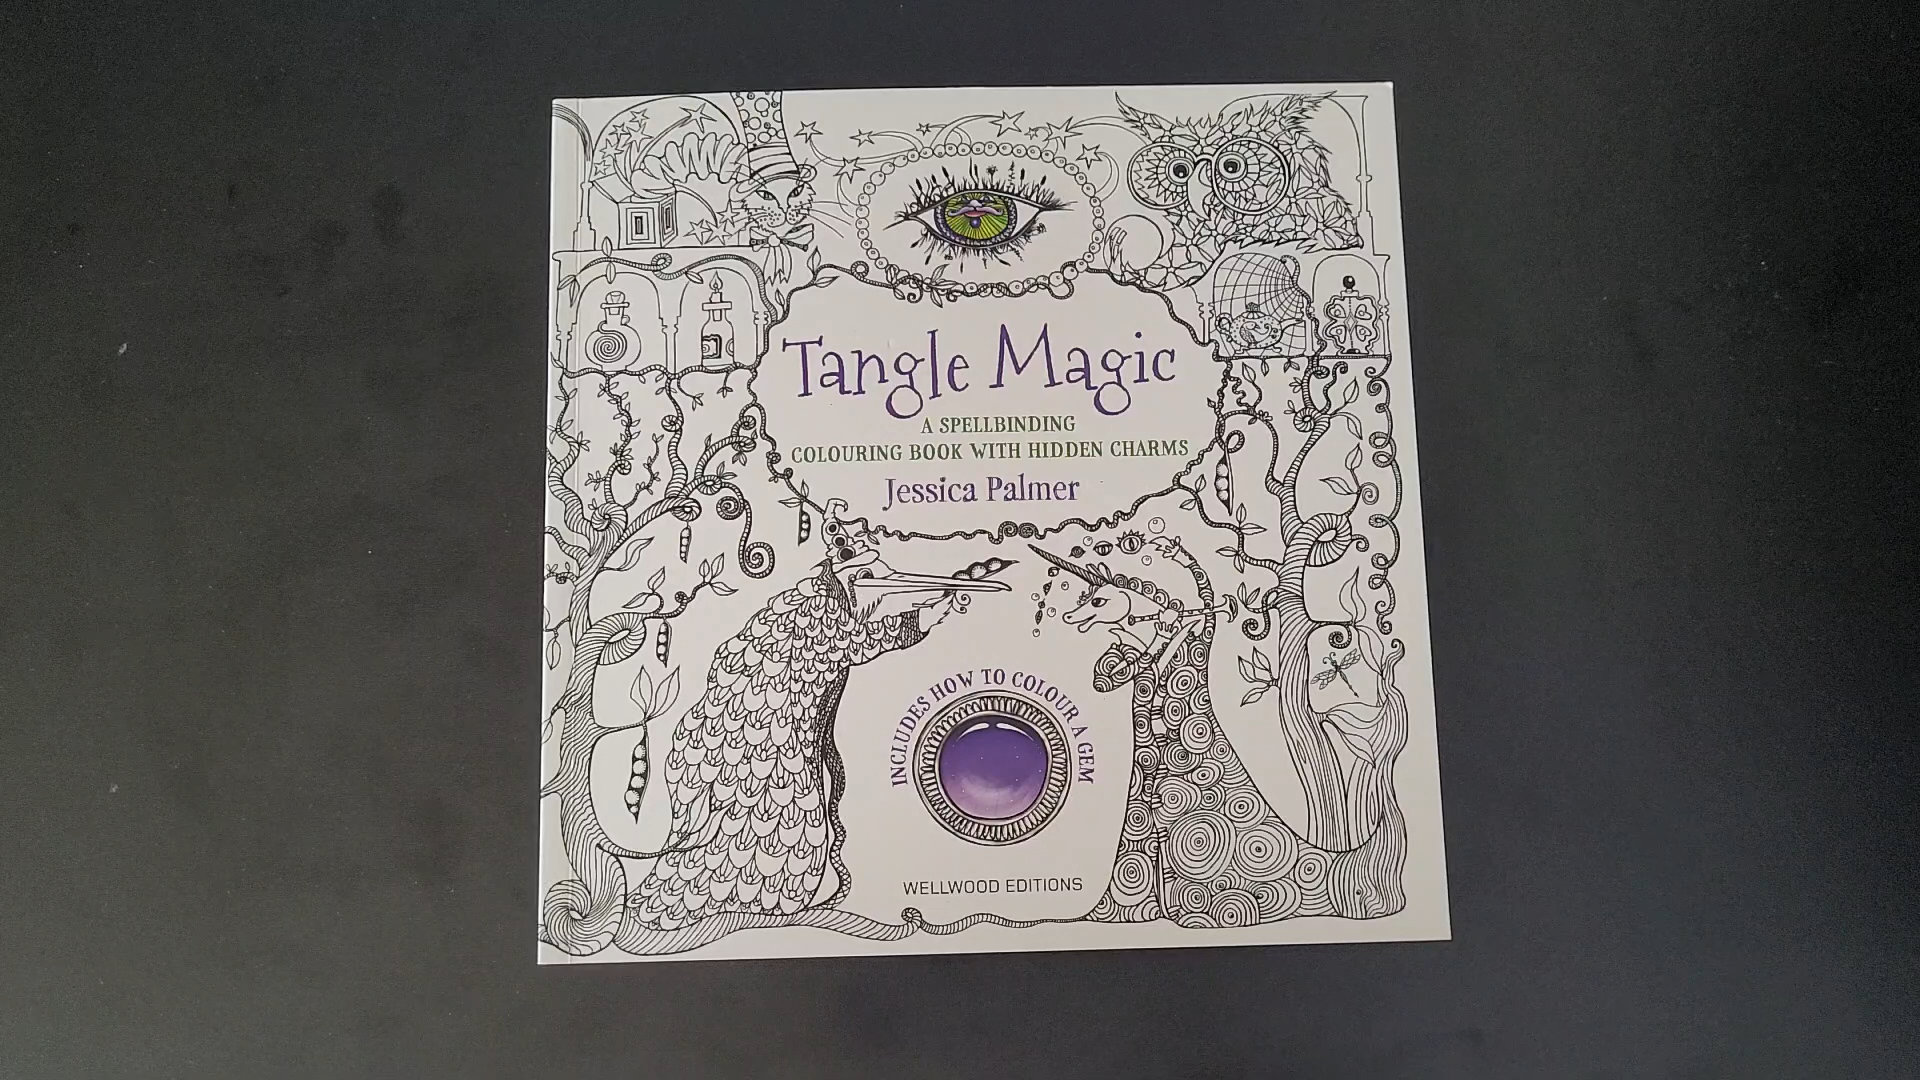 Tangle Magic
A SPELLBINDING
COLOURING BOOK WITH HIDDEN CHARMS
Jessica Palmer
INCLUDES HOW TO COLOUR A GEM
WELLWOOD EDITIONS